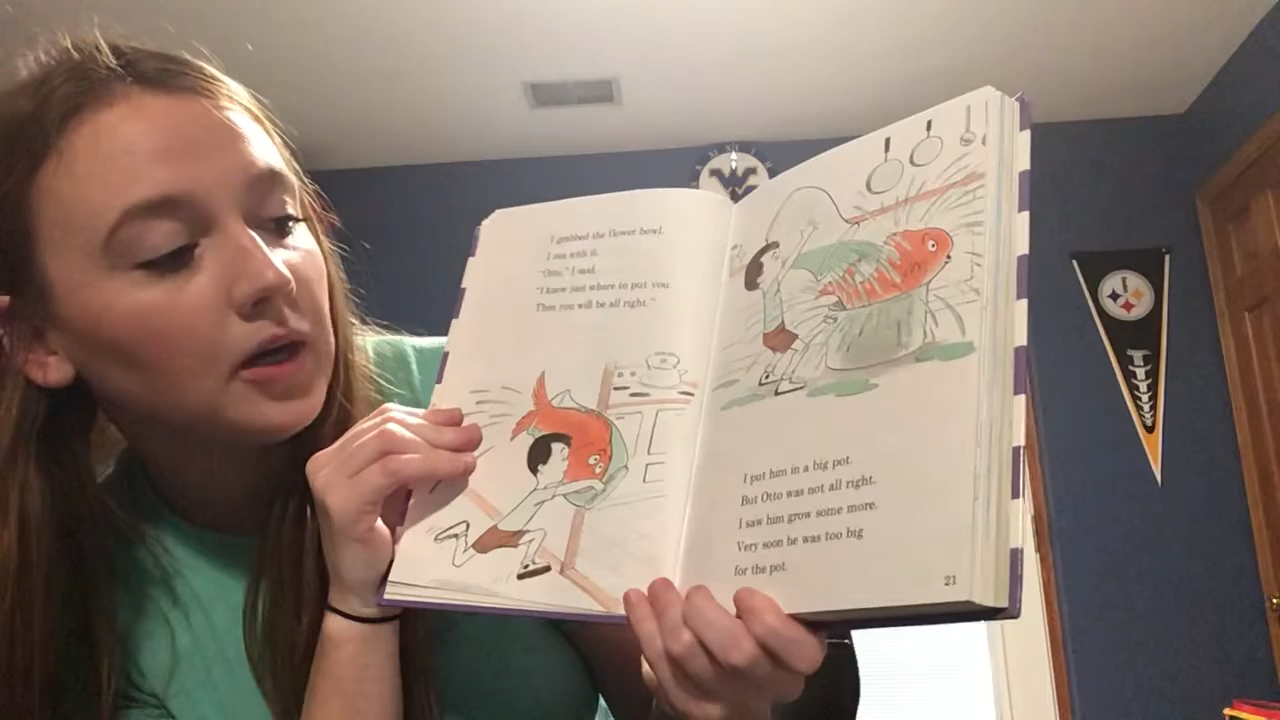 I grabbed the flower bowl.
I ran with it.
"Otto," I said.
"I know just where to put you.
Then you will be all right."
I put him in a big pot.
But Otto was not all right.
I saw him grow some more.
Very soon he was too big
for the pot.
21